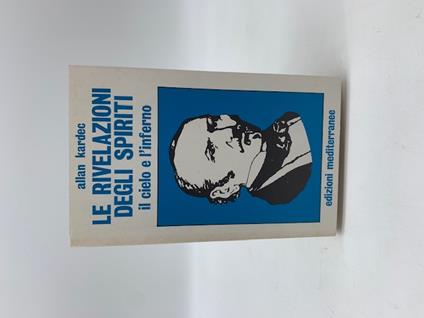 allan kardec
LE RIVELAZIONI
DEGLI SPIRITI
il cielo e l'inferno
edizioni mediterranee